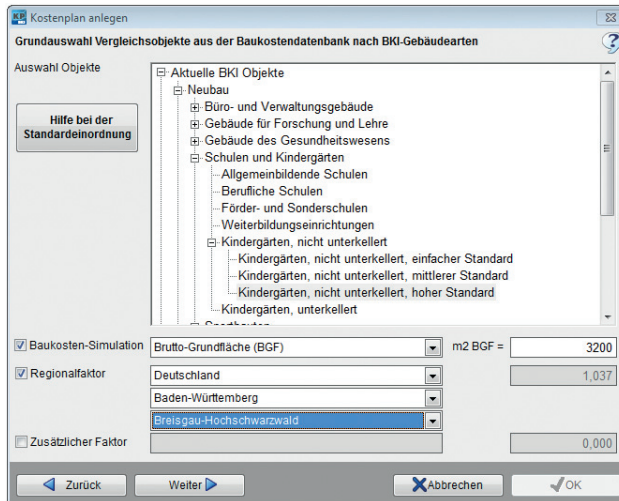 KP Kostenplan anlegen
Grundauswahl Vergleichsobjekte aus der Baukostendatenbank nach BKI-Gebäudearten
Auswahl Objekte
Hilfe bei der
Standardeinordnung
Aktuelle BKI Objekte
Neubau
Büro- und Verwaltungsgebäude
Gebäude für Forschung und Lehre
Gebäude des Gesundheitswesens
Schulen und Kindergärten
Allgemeinbildende Schulen
Berufliche Schulen
Förder- und Sonderschulen
Weiterbildungseinrichtungen
Kindergärten, nicht unterkellert
Kindergärten, nicht unterkellert, einfacher Standard
Kindergärten, nicht unterkellert, mittlerer Standard
Kindergärten, nicht unterkellert, hoher Standard
Kindergärten, unterkellert
Sportbauten
Baukosten-Simulation Brutto-Grundfläche (BGF) m2 BGF = 3200
Regionalfaktor Deutschland 1,037
Baden-Württemberg
Breisgau-Hochschwarzwald
Zusätzlicher Faktor 0,000
Zurück Weiter Abbrechen OK